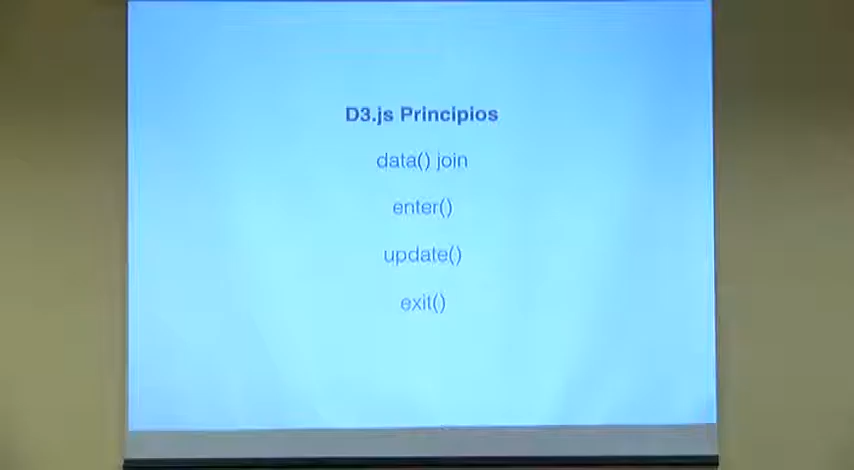 D3.js Principios
data() join
enter()
update()
exit()